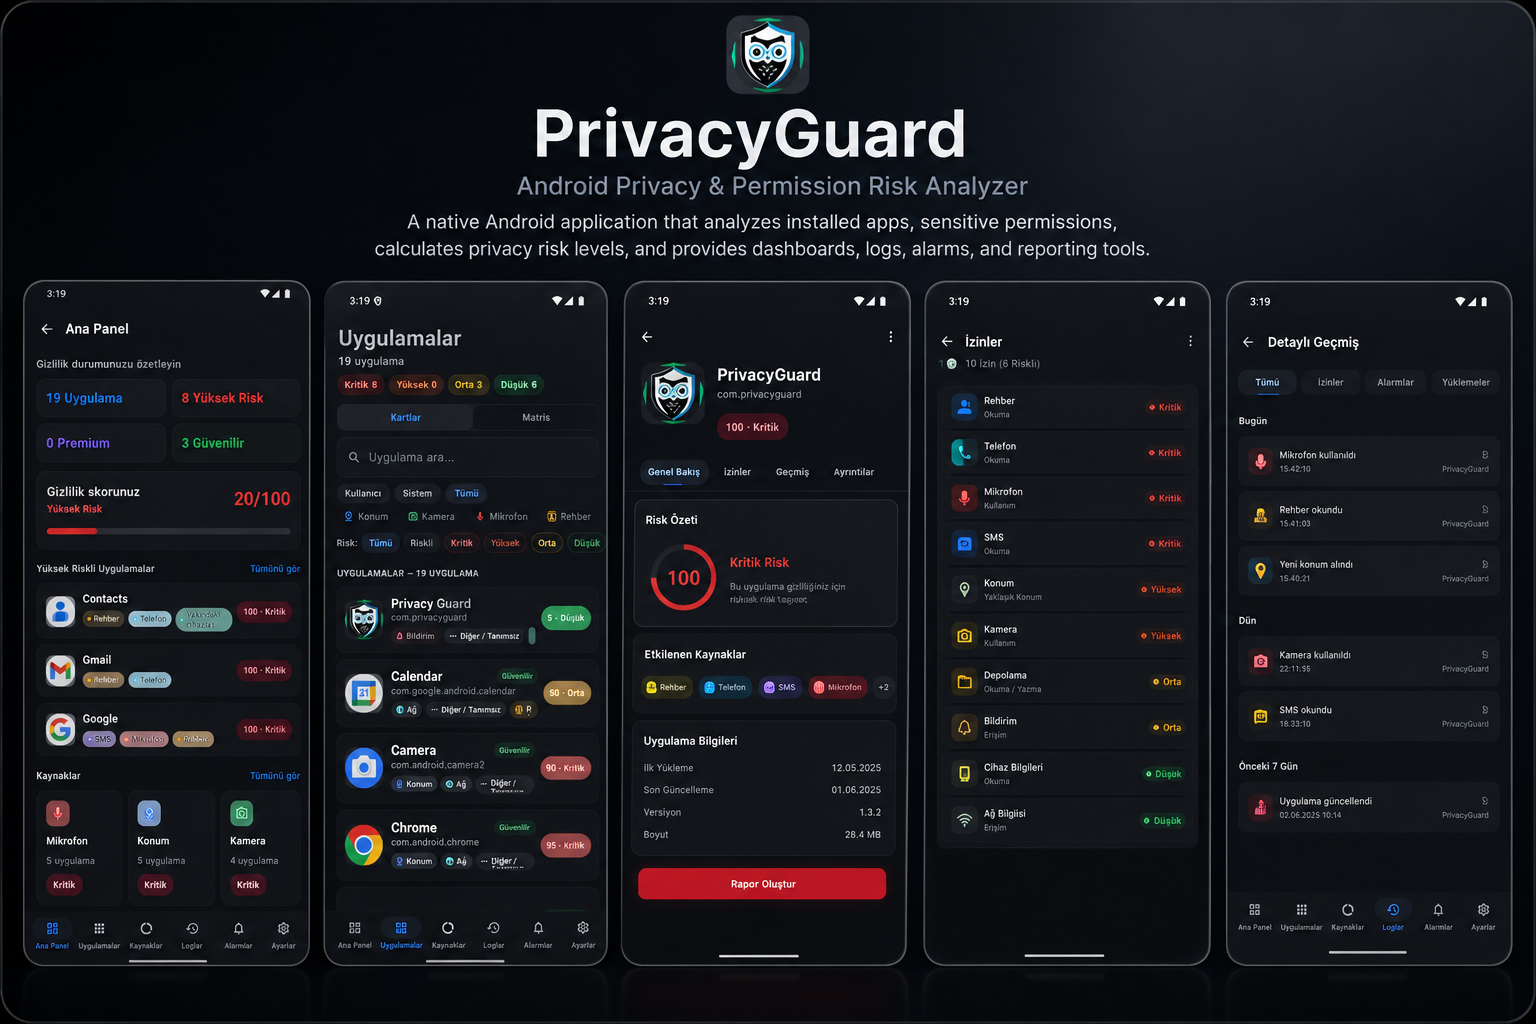 PrivacyGuard
Android Privacy & Permission Risk Analyzer
A native Android application that analyzes installed apps, sensitive permissions,
calculates privacy risk levels, and provides dashboards, logs, alarms, and reporting tools.
3:19
Ana Panel
Gizlilik durumunuzu özetleyin
19 Uygulama
8 Yüksek Risk
0 Premium
3 Güvenilir
Gizlilik skorunuz
Yüksek Risk
20/100
Yüksek Riskli Uygulamalar
Tümünü gör
Contacts
Rehber
Telefon
100 · Kritik
Gmail
Rehber
Telefon
100 · Kritik
Google
SMS
Mikrofon
Rehber
100 · Kritik
Kaynaklar
Tümünü gör
Mikrofon
5 uygulama
Kritik
Konum
5 uygulama
Kritik
Kamera
4 uygulama
Kritik
Ana Panel
Uygulamalar
Kaynaklar
Loglar
Alarmlar
Ayarlar
3:19
Uygulamalar
19 uygulama
Kritik 8
Yüksek 0
Orta 3
Düşük 6
Kartlar
Matris
Uygulama ara...
Kullanıcı
Sistem
Tümü
Konum
Kamera
Mikrofon
Rehber
Risk:
Tümü
Riskli
Kritik
Yüksek
Orta
Düşük
UYGULAMALAR — 19 UYGULAMA
Privacy Guard
com.privacyguard
Bildirim
Diğer / Tanımsız
5 - Düşük
Calendar
Güvenilir
com.google.android.calendar
Ağ
Diğer / Tanımsız
50 - Orta
Camera
Güvenilir
com.android.camera2
Konum
Ağ
Diğer /
90 - Kritik
Chrome
Güvenilir
com.android.chrome
Konum
Ağ
Diğer /
95 - Kritik
Ana Panel
Uygulamalar
Kaynaklar
Loglar
Alarmlar
Ayarlar
3:19
PrivacyGuard
com.privacyguard
100 · Kritik
Genel Bakış
İzinler
Geçmiş
Ayrıntılar
Risk Özeti
100
Kritik Risk
Bu uygulama gizliliğiniz için
Etkilenen Kaynaklar
Rehber
Telefon
SMS
Mikrofon
+2
Uygulama Bilgileri
İlk Yükleme
12.05.2025
Son Güncelleme
01.06.2025
Versiyon
1.3.2
Boyut
28.4 MB
Rapor Oluştur
3:19
İzinler
10 İzin (6 Riskli)
Rehber
Okuma
Kritik
Telefon
Okuma
Kritik
Mikrofon
Kullanım
Kritik
SMS
Okuma
Kritik
Konum
Yaklaşık Konum
Yüksek
Kamera
Kullanım
Yüksek
Depolama
Okuma / Yazma
Orta
Bildirim
Erişim
Orta
Cihaz Bilgileri
Okuma
Düşük
Ağ Bilgisi
Erişim
Düşük
3:19
Detaylı Geçmiş
Tümü
İzinler
Alarmlar
Yüklemeler
Bugün
Mikrofon kullanıldı
15:42:10
PrivacyGuard
Rehber okundu
15:41:03
PrivacyGuard
Yeni konum alındı
15:40:21
PrivacyGuard
Dün
Kamera kullanıldı
22:11:55
PrivacyGuard
SMS okundu
18:33:10
PrivacyGuard
Önceki 7 Gün
Uygulama güncellendi
02.06.2025 10:14
PrivacyGuard
Ana Panel
Uygulamalar
Kaynaklar
Loglar
Alarmlar
Ayarlar